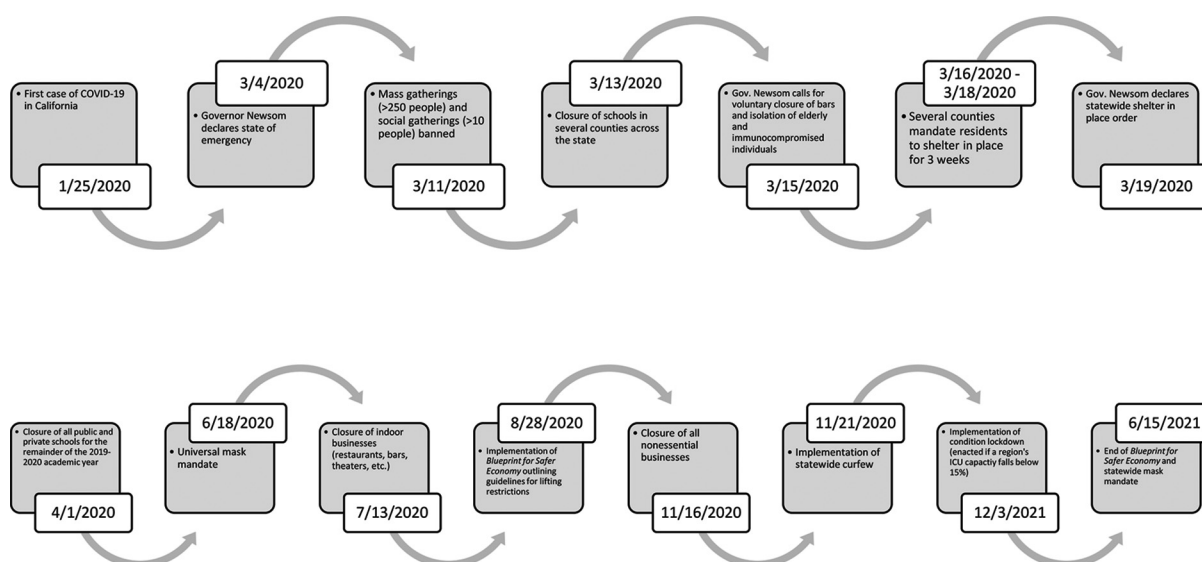 • First case of COVID-19
in California
1/25/2020
3/4/2020
• Governor Newsom
declares state of
emergency
• Mass gatherings
(>250 people) and
social gatherings (>10
people) banned
3/11/2020
3/13/2020
• Closure of schools in
several counties across
the state
• Gov. Newsom calls for
voluntary closure of bars
and isolation of elderly
and
immunocompromised
individuals
3/15/2020
3/16/2020 -
3/18/2020
• Several counties
mandate residents
to shelter in place
for 3 weeks
• Gov. Newsom declares
statewide shelter in
place order
3/19/2020
• Closure of all public and
private schools for the
remainder of the 2019-
2020 academic year
4/1/2020
6/18/2020
• Universal mask
mandate
• Closure of indoor
businesses
(restaurants, bars,
theaters, etc.)
7/13/2020
8/28/2020
• Implementation of
Blueprint for Safer
Economy outlining
guidelines for lifting
restrictions
• Closure of all
nonessential
businesses
11/16/2020
11/21/2020
• Implementation of
statewide curfew
• Implementation of
condition lockdown
(enacted if a region's
ICU capactiy falls below
15%)
12/3/2021
6/15/2021
• End of Blueprint for
Safer Economy and
statewide mask
mandate